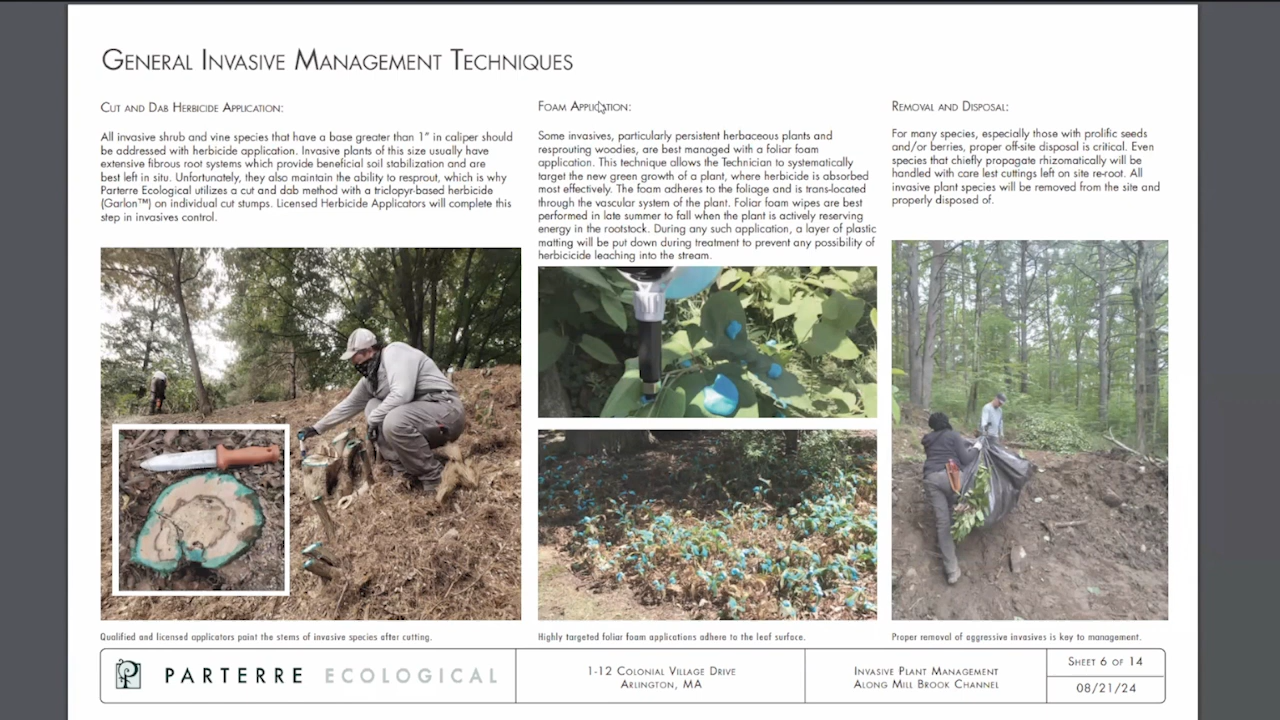 General Invasive Management Techniques
Cut and Dab Herbicide Application:
All invasive shrub and vine species that have a base greater than 1" in caliper should
be addressed with herbicide application. Invasive plants of this size usually have
extensive fibrous root systems which provide beneficial soil stabilization and are
best left in situ. Unfortunately, they also maintain the ability to resprout, which is why
Parterre Ecological utilizes a cut and dab method with a triclopyr-based herbicide
(Garlon™) on individual cut stumps. Licensed Herbicide Applicators will complete this
step in invasives control.
Qualified and licensed applicators paint the stems of invasive species after cutting.
Foam Application:
Some invasives, particularly persistent herbaceous plants and
resprouting woodies, are best managed with a foliar foam
application. This technique allows the Technician to systematically
target the new green growth of a plant, where herbicide is absorbed
most effectively. The foam adheres to the foliage and is trans-located
through the vascular system of the plant. Foliar foam wipes are best
performed in late summer to fall when the plant is actively reserving
energy in the rootstock. During any such application, a layer of plastic
matting will be put down during treatment to prevent any possibility of
herbicicide leaching into the stream.
Highly targeted foliar foam applications adhere to the leaf surface.
Removal and Disposal:
For many species, especially those with prolific seeds
and/or berries, proper off-site disposal is critical. Even
species that chiefly propagate rhizomatically will be
handled with care lest cuttings left on site re-root. All
invasive plant species will be removed from the site and
properly disposed of.
Proper removal of aggressive invasives is key to management.
PARTERRE ECOLOGICAL
1-12 Colonial Village Drive
Arlington, MA
Invasive Plant Management
Along Mill Brook Channel
Sheet 6 of 14
08/21/24